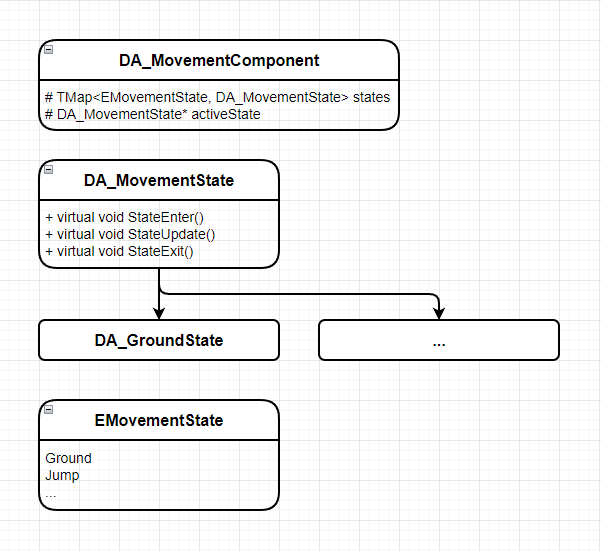 DA_MovementComponent
# TMap<EMovementState, DA_MovementState> states
# DA_MovementState* activeState
DA_MovementState
+ virtual void StateEnter()
+ virtual void StateUpdate()
+ virtual void StateExit()
DA_GroundState
...
EMovementState
Ground
Jump
...